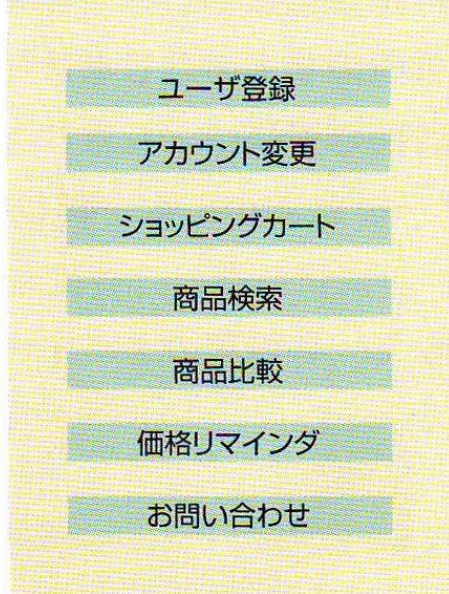 ユーザ登録
アカウント変更
ショッピングカート
商品検索
商品比較
価格リマインダ
お問い合わせ